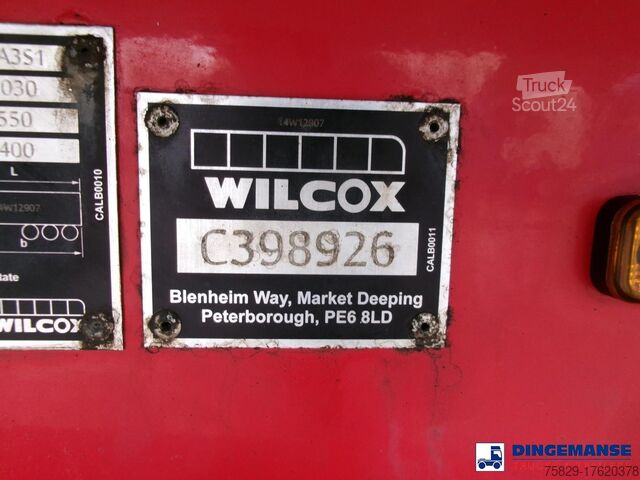 A3S1
030
550
400
L
4W12907
b
CALB0010
tate
WILCOX
14W12907
WILCOX
C398926
CALB0011
Blenheim Way, Market Deeping
Peterborough, PE6 8LD
Truck
Scout24
DINGEMANSE
75829-17620378